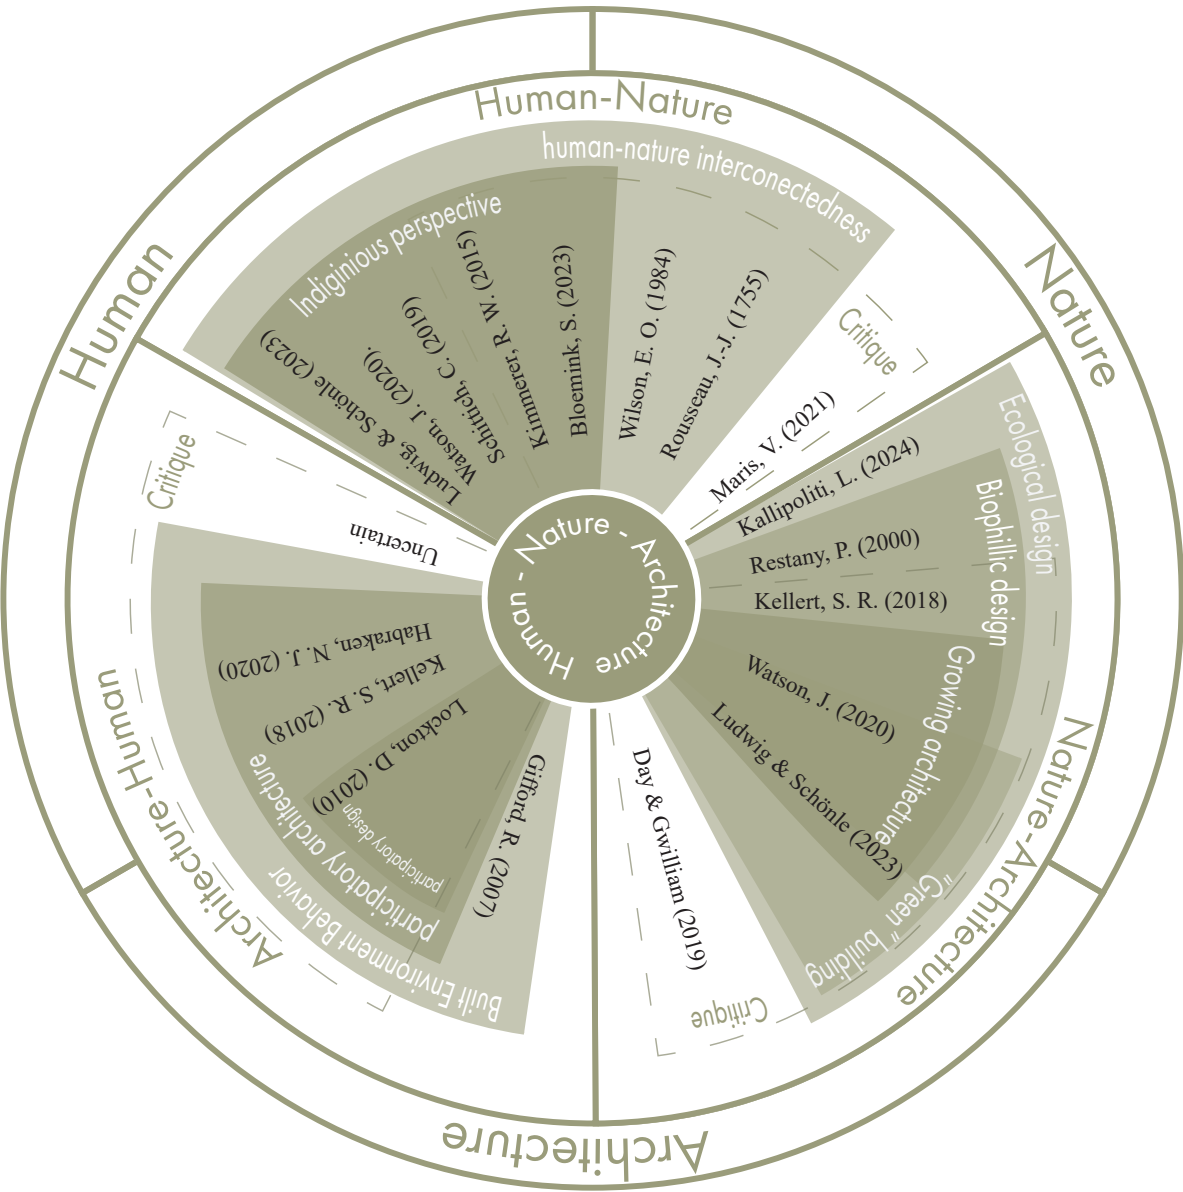 Human
Nature
Architecture
Human-Nature
human-nature interconectedness
Indiginious perspective
Ludwig, & Schönle (2023)
Watson, J. (2020).
Schittich, C. (2019)
Kimmerer, R. W. (2015)
Bloemink, S. (2023)
Wilson, E. O. (1984)
Rousseau, J.-J. (1755)
Critique
Maris, V. (2021)
Nature-Architecture
Ecological design
Biophillic design
Growing architecture
"Green" building
Kallipoliti, L. (2024)
Restany, P. (2000)
Kellert, S. R. (2018)
Watson, J. (2020)
Ludwig & Schönle (2023)
Day & Gwilliam (2019)
Critique
Architecture-Human
Built Environment Behavior
participatory architecture
participatory design
Gifford, R. (2007)
Lockton, D. (2010)
Kellert, S. R. (2018)
Habraken, N. J. (2020)
Uncertain
Critique
Human - Nature - Architecture